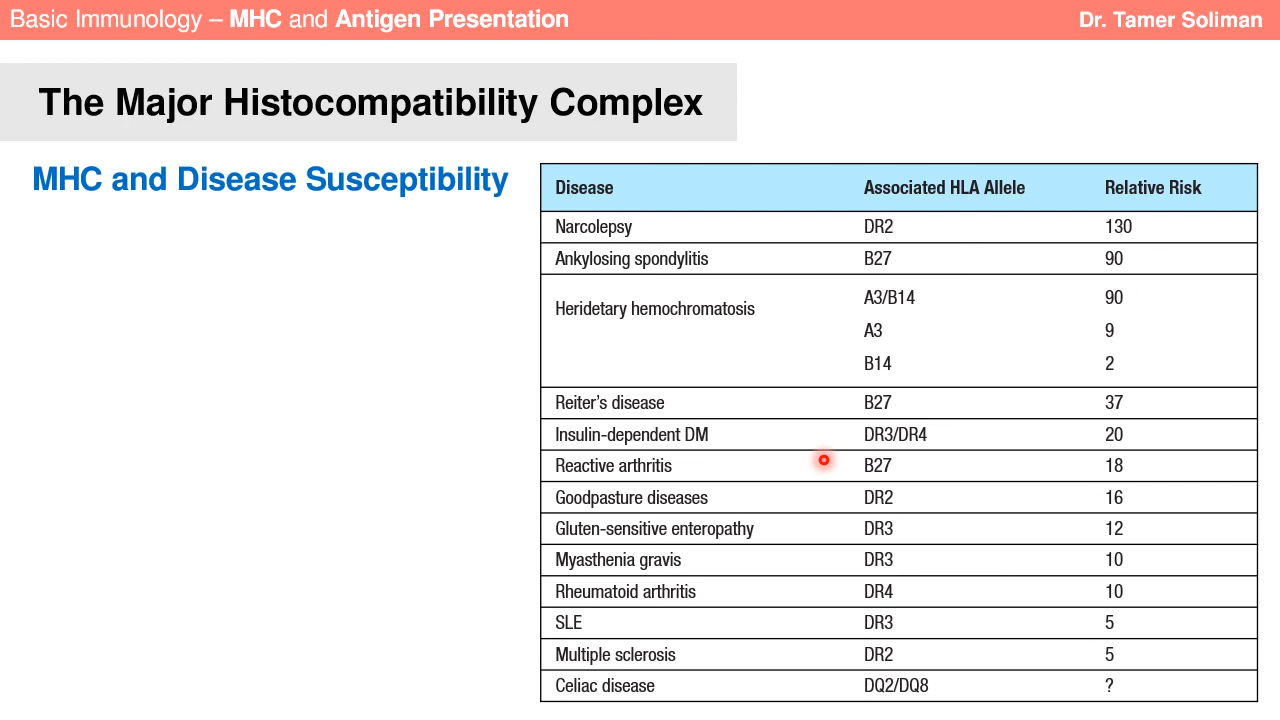 Basic Immunology – MHC and Antigen Presentation
Dr. Tamer Soliman
The Major Histocompatibility Complex
MHC and Disease Susceptibility
Disease Associated HLA Allele Relative Risk
Narcolepsy DR2 130
Ankylosing spondylitis B27 90
Heridetary hemochromatosis A3/B14 90
A3 9
B14 2
Reiter's disease B27 37
Insulin-dependent DM DR3/DR4 20
Reactive arthritis B27 18
Goodpasture diseases DR2 16
Gluten-sensitive enteropathy DR3 12
Myasthenia gravis DR3 10
Rheumatoid arthritis DR4 10
SLE DR3 5
Multiple sclerosis DR2 5
Celiac disease DQ2/DQ8 ?